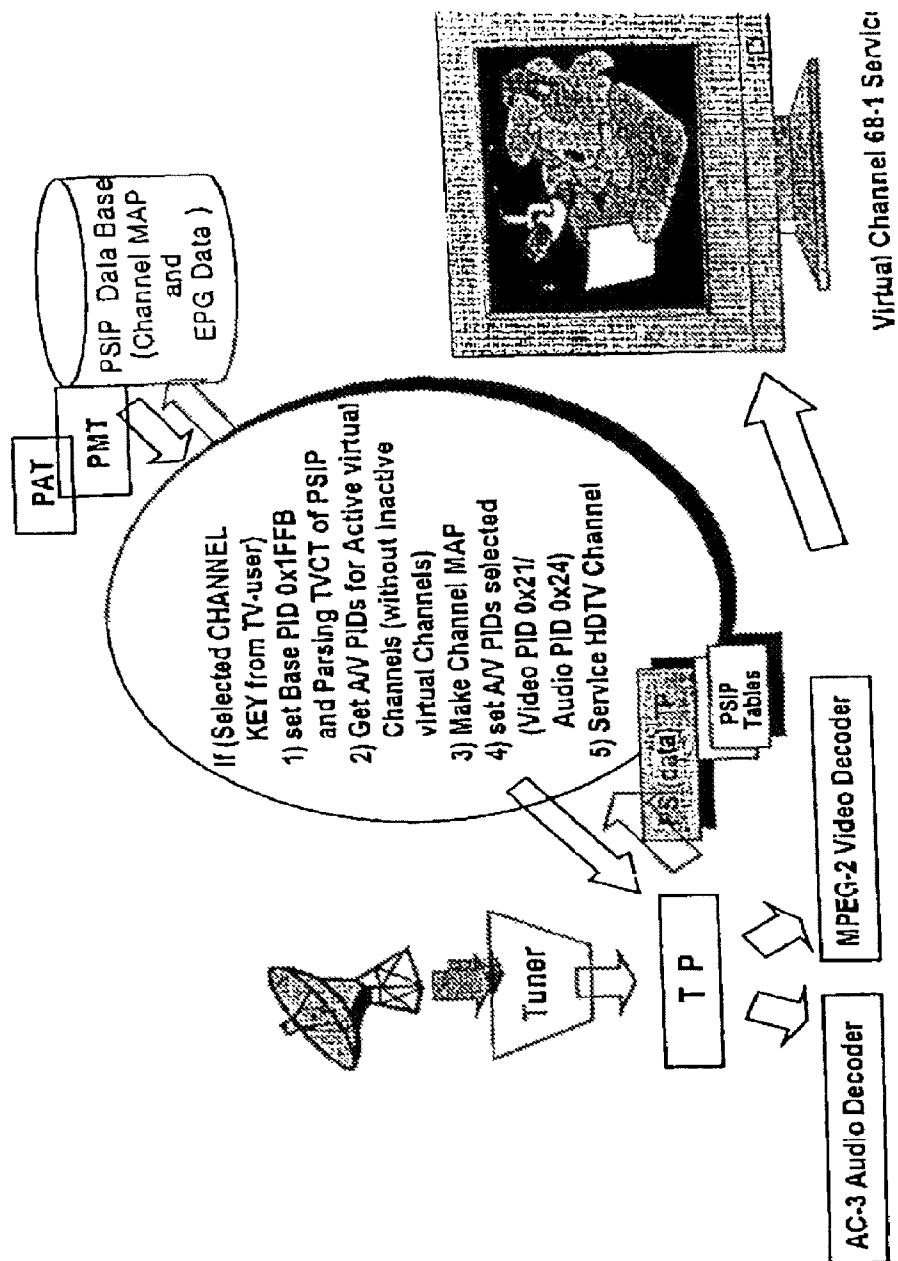 PAT
PMT
PSIP Data Base
(Channel MAP
and
EPG Data )
If (Selected CHANNEL
KEY from TV-user)
1) set Base PID 0x1FFB
and Parsing TVCT of PSIP
2) Get A/V PIDs for Active virtual
Channels (without Inactive
virtual Channels)
3) Make Channel MAP
4) set A/V PIDs selected
(Video PID 0x21/
Audio PID 0x24)
5) Service HDTV Channel
Tuner
T P
(data)
PSIP
Tables
AC-3 Audio Decoder
MPEG-2 Video Decoder
Virtual Channel 68-1 Servic